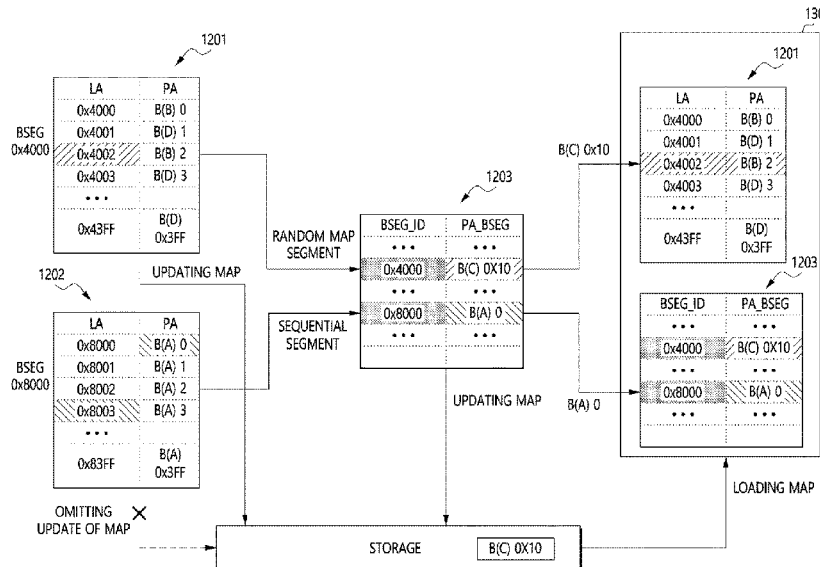 1201
LA PA
BSEG
0x4000
0x4000 B(B) 0
0x4001 B(D) 1
0x4002 B(B) 2
0x4003 B(D) 3
•••
0x43FF B(D)
0x3FF
UPDATING MAP
1202
LA PA
BSEG
0x8000
0x8000 B(A) 0
0x8001 B(A) 1
0x8002 B(A) 2
0x8003 B(A) 3
•••
0x83FF B(A)
0x3FF
OMITTING
UPDATE OF MAP
RANDOM MAP
SEGMENT
SEQUENTIAL
SEGMENT
1203
BSEG_ID PA_BSEG
••• •••
0x4000 B(C) 0X10
••• •••
0x8000 B(A) 0
••• •••
UPDATING MAP
B(C) 0x10
B(A) 0
1201
LA PA
0x4000 B(B) 0
0x4001 B(D) 1
0x4002 B(B) 2
0x4003 B(D) 3
•••
0x43FF B(D)
0x3FF
1203
BSEG_ID PA_BSEG
••• •••
0x4000 B(C) 0X10
••• •••
0x8000 B(A) 0
••• •••
LOADING MAP
STORAGE B(C) 0X10